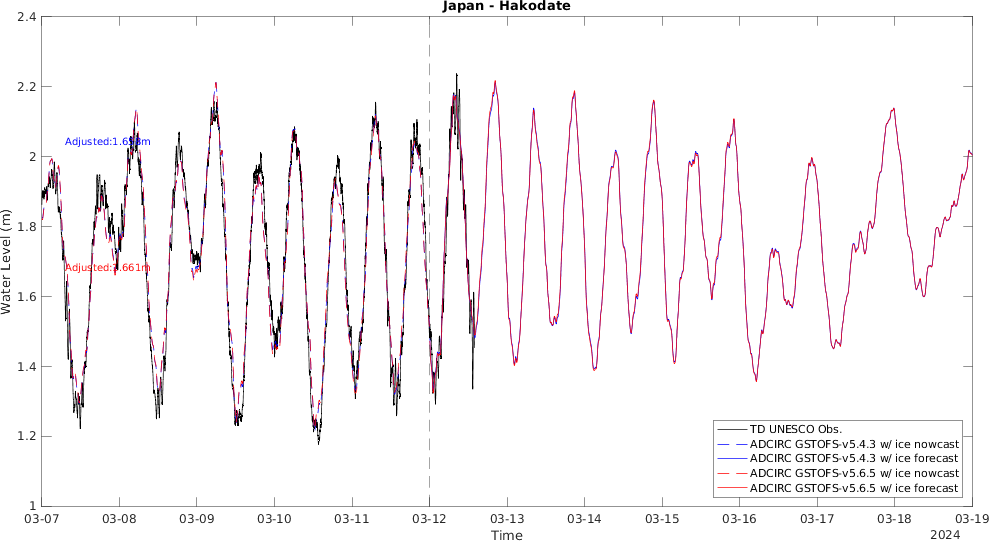 Japan - Hakodate
2.4
2.2
2
1.8
1.6
1.4
1.2
1
Water Level (m)
Adjusted:1.658m
Adjusted:1.661m
TD UNESCO Obs.
ADCIRC GSTOFS-v5.4.3 w/ ice nowcast
ADCIRC GSTOFS-v5.4.3 w/ ice forecast
ADCIRC GSTOFS-v5.6.5 w/ ice nowcast
ADCIRC GSTOFS-v5.6.5 w/ ice forecast
03-07 03-08 03-09 03-10 03-11 03-12 03-13 03-14 03-15 03-16 03-17 03-18 03-19
Time
2024